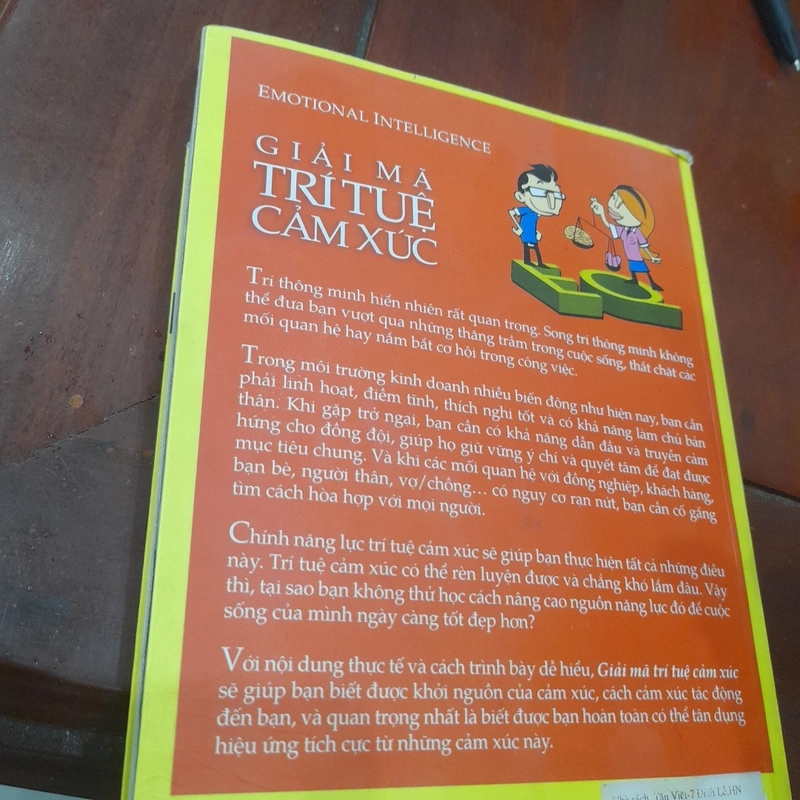 EMOTIONAL INTELLIGENCE
GIẢI MÃ
TRÍ TUỆ
CẢM XÚC
Trí thông minh hiển nhiên rất quan trọng. Song trí thông minh không
thể đưa bạn vượt qua những thăng trầm trong cuộc sống, thắt chặt các
mối quan hệ hay nắm bắt cơ hội trong công việc.
Trong môi trường kinh doanh nhiều biến động như hiện nay, bạn cần
phải linh hoạt, điềm tĩnh, thích nghi tốt và có khả năng làm chủ bản
thân. Khi gặp trở ngại, bạn cần có khả năng dẫn đầu và truyền cảm
hứng cho đồng đội, giúp họ giữ vững ý chí và quyết tâm để đạt được
mục tiêu chung. Và khi các mối quan hệ với đồng nghiệp, khách hàng,
bạn bè, người thân, vợ/chồng... có nguy cơ rạn nứt, bạn cần cố gắng
tìm cách hòa hợp với mọi người.
Chính năng lực trí tuệ cảm xúc sẽ giúp bạn thực hiện tất cả những điều
này. Trí tuệ cảm xúc có thể rèn luyện được và chẳng khó lắm đâu. Vậy
thì, tại sao bạn không thử học cách nâng cao nguồn năng lực đó để cuộc
sống của mình ngày càng tốt đẹp hơn?
Với nội dung thực tế và cách trình bày dễ hiểu, Giải mã trí tuệ cảm xúc
sẽ giúp bạn biết được khởi nguồn của cảm xúc, cách cảm xúc tác động
đến bạn, và quan trọng nhất là biết được bạn hoàn toàn có thể tận dụng
hiệu ứng tích cực từ những cảm xúc này.
Nhà sách Tân Việt-7 Đinh Lễ.HN